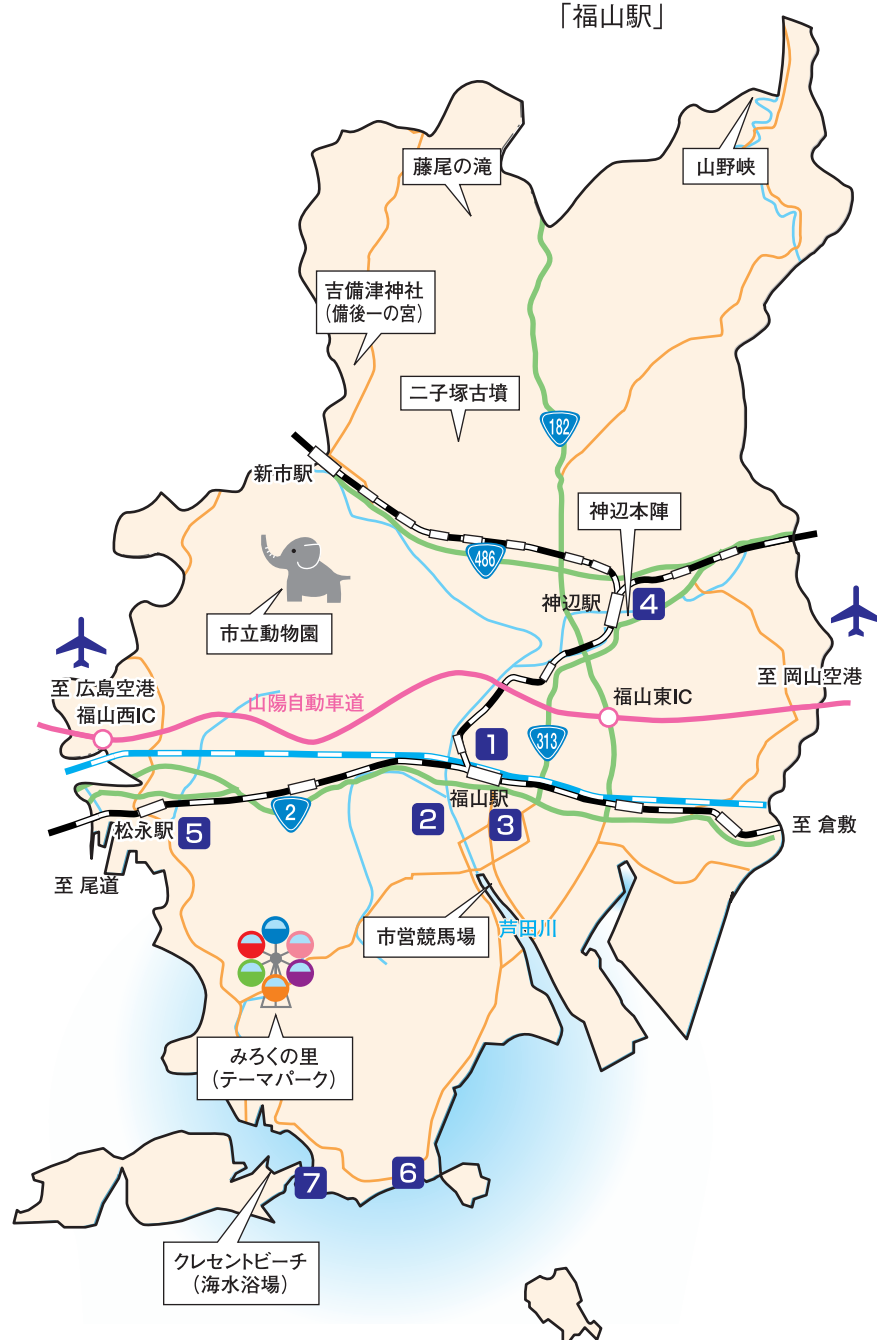 「福山駅」
藤尾の滝
山野峡
吉備津神社
(備後一の宮)
二子塚古墳
182
新市駅
神辺本陣
486
神辺駅
4
市立動物園
至 広島空港
福山西IC
山陽自動車道
福山東IC
至 岡山空港
1
313
福山駅
2
2
3
松永駅
5
至 倉敷
至 尾道
市営競馬場
芦田川
みろくの里
(テーマパーク)
6
7
クレセントビーチ
(海水浴場)